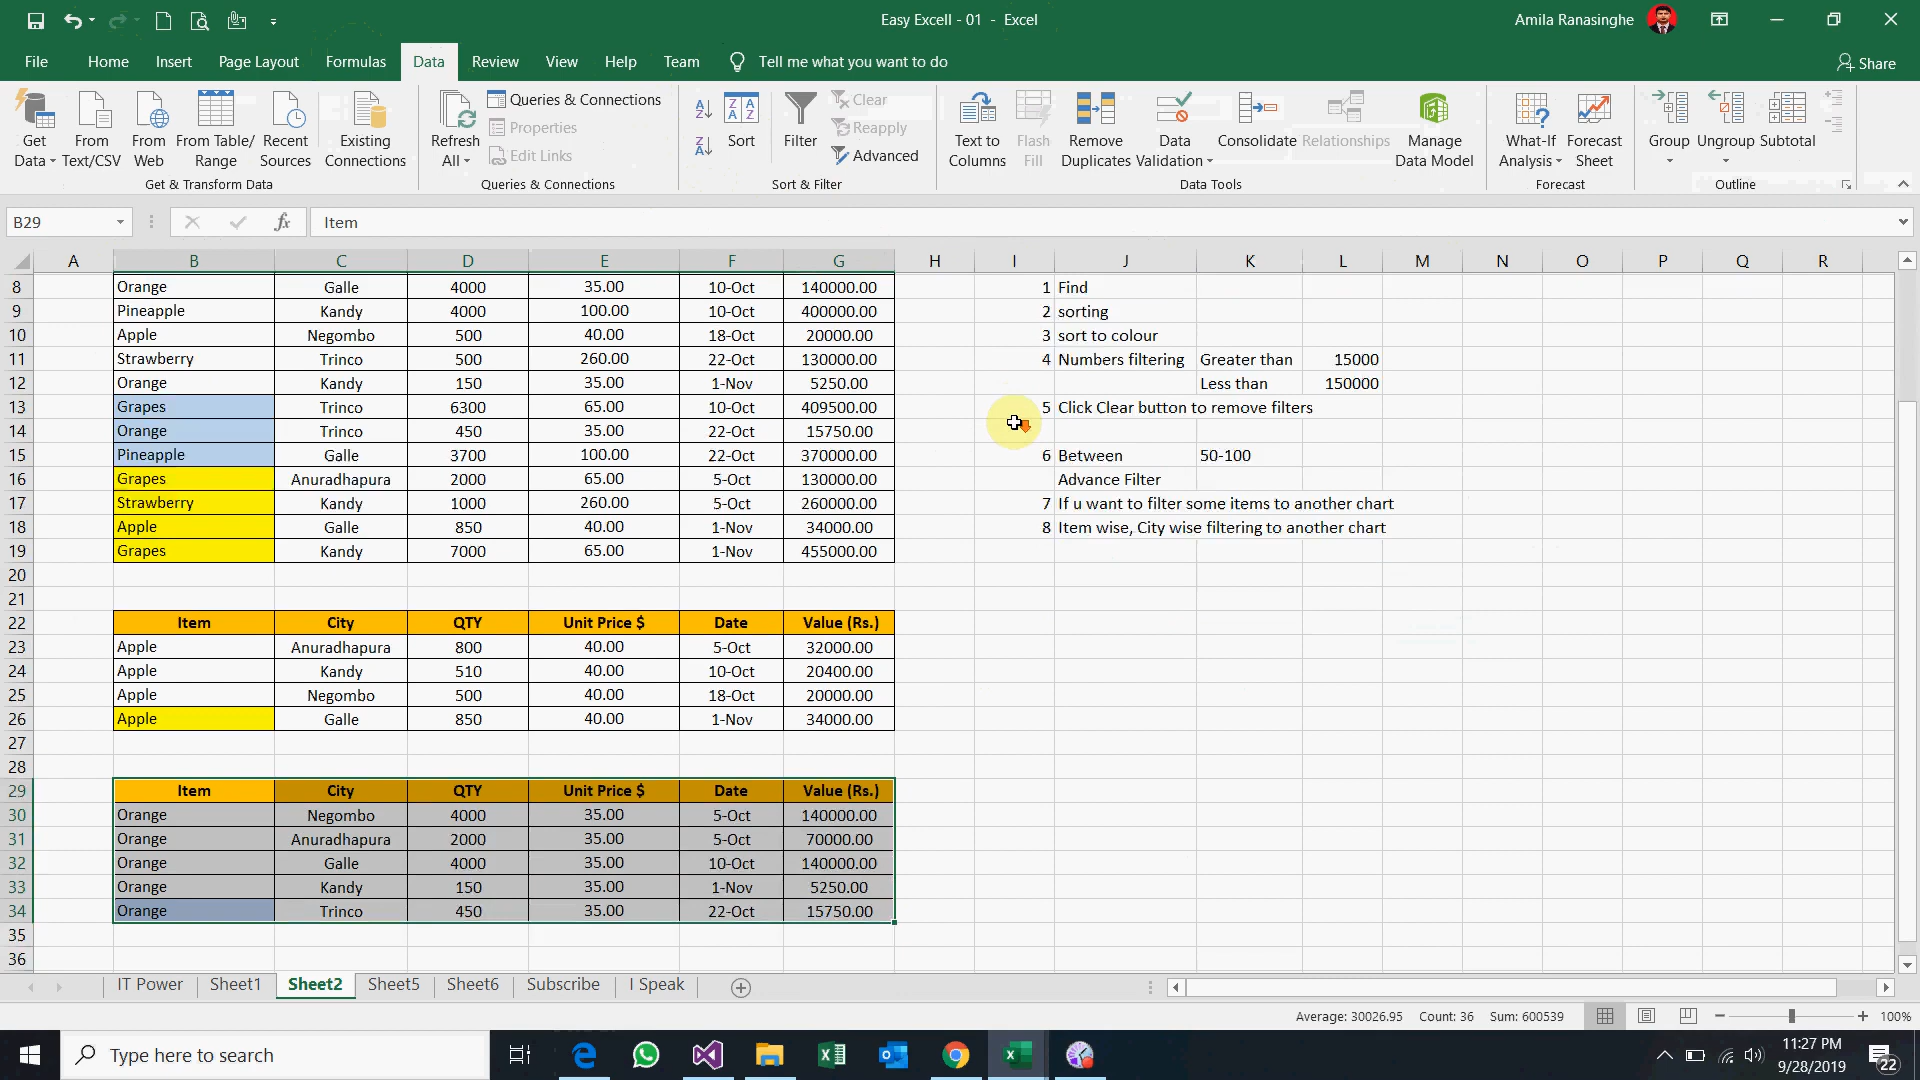 Easy Excell - 01 - Excel
Amila Ranasinghe
File Home Insert Page Layout Formulas Data Review View Help Team Tell me what you want to do Share
Get Data
From Text/CSV
From Web
From Table/ Range
Recent Sources
Existing Connections
Get & Transform Data
Refresh All
Queries & Connections
Properties
Edit Links
Queries & Connections
Sort
Filter
Clear
Reapply
Advanced
Sort & Filter
Text to Columns
Flash Fill
Remove Duplicates
Data Validation
Consolidate
Relationships
Manage Data Model
Data Tools
What-If Analysis
Forecast Sheet
Forecast
Group
Ungroup
Subtotal
Outline
B29 fx Item
A B C D E F G H I J K L M N O P Q R
8 Orange Galle 4000 35.00 10-Oct 140000.00 1 Find
9 Pineapple Kandy 4000 100.00 10-Oct 400000.00 2 sorting
10 Apple Negombo 500 40.00 18-Oct 20000.00 3 sort to colour
11 Strawberry Trinco 500 260.00 22-Oct 130000.00 4 Numbers filtering Greater than 15000
12 Orange Kandy 150 35.00 1-Nov 5250.00 Less than 150000
13 Grapes Trinco 6300 65.00 10-Oct 409500.00 5 Click Clear button to remove filters
14 Orange Trinco 450 35.00 22-Oct 15750.00
15 Pineapple Galle 3700 100.00 22-Oct 370000.00 6 Between 50-100
16 Grapes Anuradhapura 2000 65.00 5-Oct 130000.00 Advance Filter
17 Strawberry Kandy 1000 260.00 5-Oct 260000.00 7 If u want to filter some items to another chart
18 Apple Galle 850 40.00 1-Nov 34000.00 8 Item wise, City wise filtering to another chart
19 Grapes Kandy 7000 65.00 1-Nov 455000.00
20
21
22 Item City QTY Unit Price $ Date Value (Rs.)
23 Apple Anuradhapura 800 40.00 5-Oct 32000.00
24 Apple Kandy 510 40.00 10-Oct 20400.00
25 Apple Negombo 500 40.00 18-Oct 20000.00
26 Apple Galle 850 40.00 1-Nov 34000.00
27
28
29 Item City QTY Unit Price $ Date Value (Rs.)
30 Orange Negombo 4000 35.00 5-Oct 140000.00
31 Orange Anuradhapura 2000 35.00 5-Oct 70000.00
32 Orange Galle 4000 35.00 10-Oct 140000.00
33 Orange Kandy 150 35.00 1-Nov 5250.00
34 Orange Trinco 450 35.00 22-Oct 15750.00
35
36
IT Power Sheet1 Sheet2 Sheet5 Sheet6 Subscribe I Speak
Average: 30026.95 Count: 36 Sum: 600539 100%
Type here to search
11:27 PM
9/28/2019
22